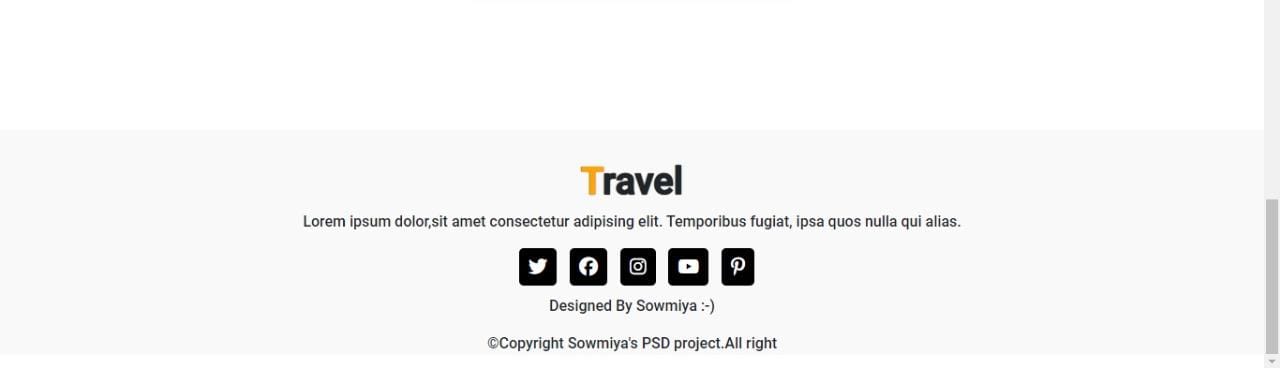 Travel
Lorem ipsum dolor,sit amet consectetur adipising elit. Temporibus fugiat, ipsa quos nulla qui alias.
Designed By Sowmiya :-)
©Copyright Sowmiya's PSD project.All right